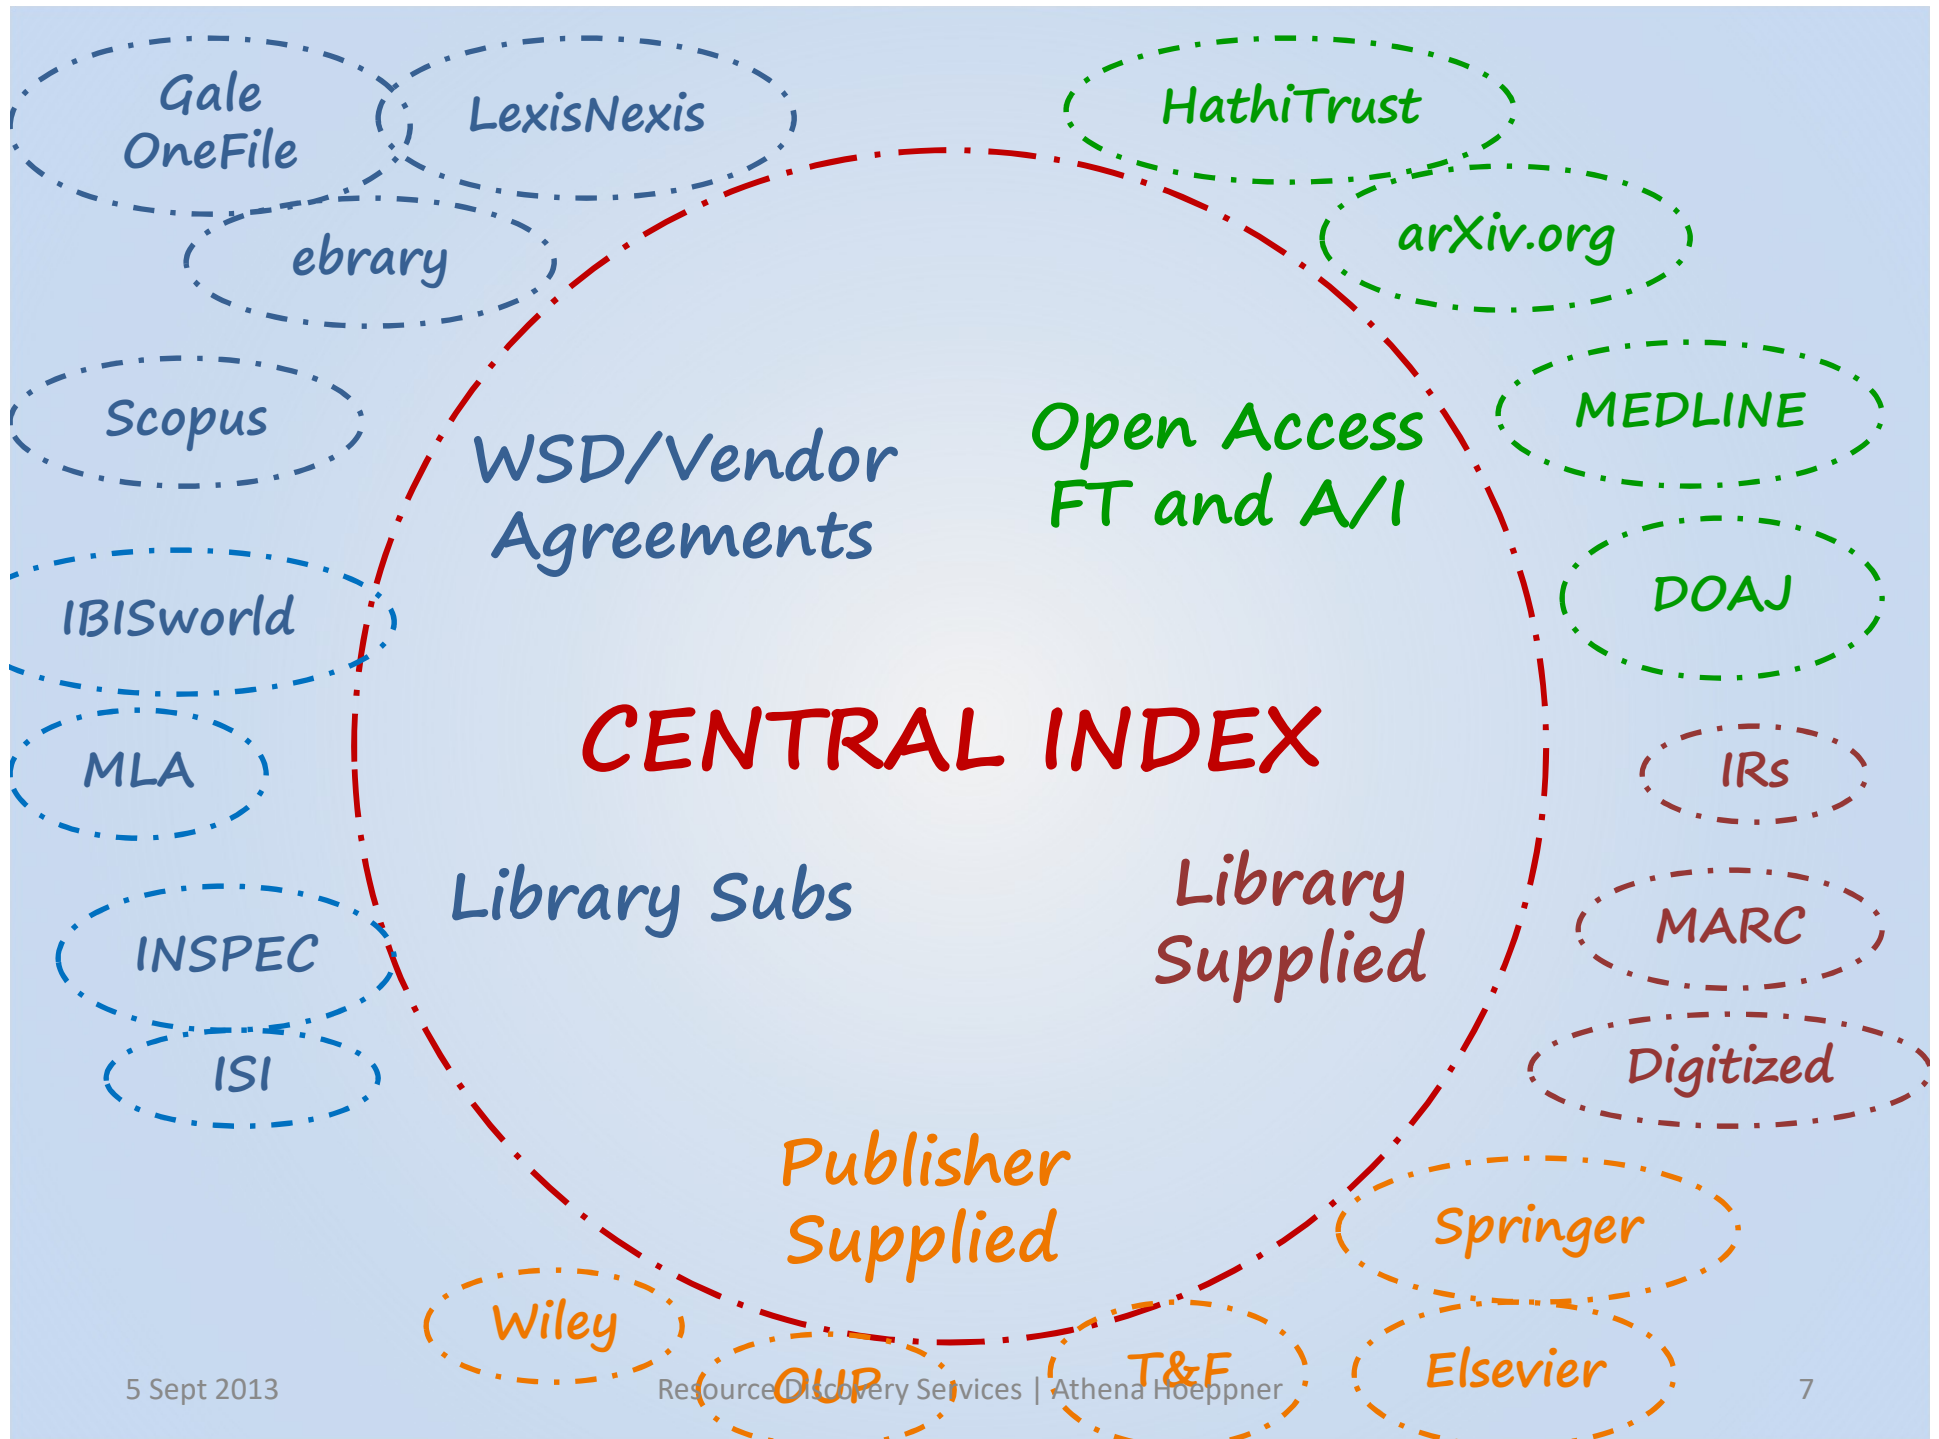 Gale
OneFile
LexisNexis
HathiTrust
ebrary
arXiv.org
Scopus
MEDLINE
WSD/Vendor
Agreements
Open Access
FT and A/I
IBISworld
DOAJ
CENTRAL INDEX
MLA
IRs
Library Subs
Library
Supplied
INSPEC
MARC
ISI
Digitized
Publisher
Supplied
Springer
Wiley
OUP
T&F
Elsevier
5 Sept 2013
Resource Discovery Services | Athena Hoeppner
7